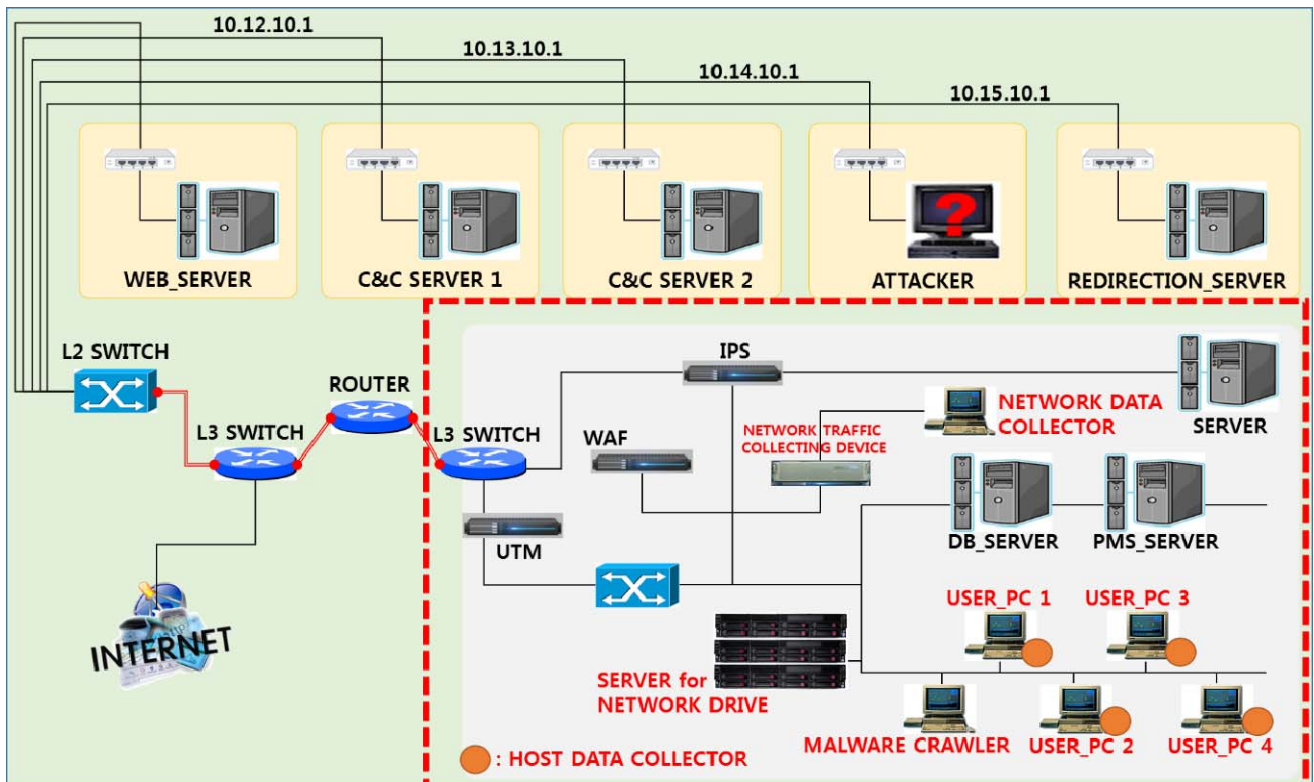 10.12.10.1
10.13.10.1
10.14.10.1
10.15.10.1
WEB_SERVER
C&C SERVER 1
C&C SERVER 2
ATTACKER
REDIRECTION_SERVER
?
L2 SWITCH
ROUTER
L3 SWITCH
L3 SWITCH
IPS
WAF
NETWORK TRAFFIC
COLLECTING DEVICE
NETWORK DATA
COLLECTOR
SERVER
UTM
DB_SERVER
PMS_SERVER
INTERNET
USER_PC 1
USER_PC 3
SERVER for
NETWORK DRIVE
MALWARE CRAWLER
USER_PC 2
USER_PC 4
: HOST DATA COLLECTOR